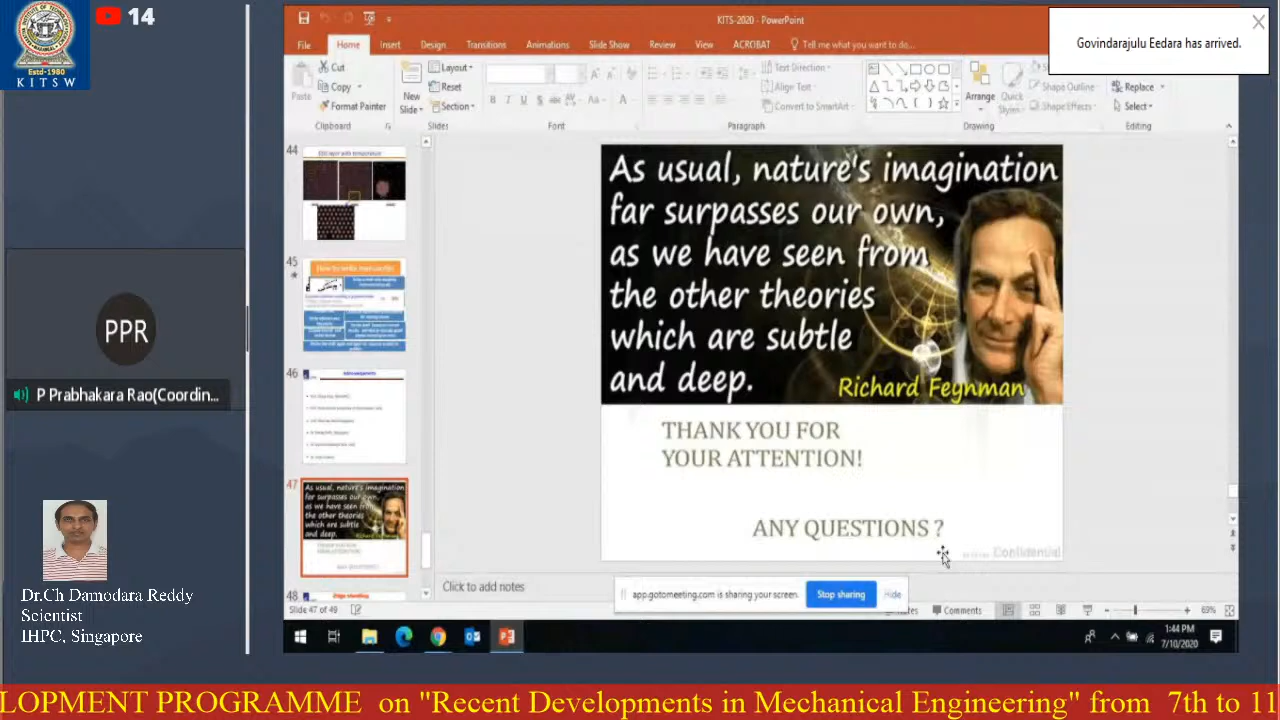 14
KITS-2020 - PowerPoint
Govindarajulu Eedara has arrived.
File Home Insert Design Transitions Animations Slide Show Review View ACROBAT Tell me what you want to do...
Paste
Cut
Copy
Format Painter
Clipboard
New
Slide
Layout
Reset
Section
Slides
Font
Text Direction
Align Text
Convert to SmartArt
Paragraph
Arrange
Quick
Styles
Shape Outline
Shape Effects
Drawing
Replace
Select
Editing
Estd-1980
K I T S W
44
45
46
47
48
As usual, nature's imagination
far surpasses our own,
as we have seen from
the other theories
which are subtle
and deep.
Richard Feynman
THANK YOU FOR
YOUR ATTENTION!
ANY QUESTIONS ?
Confidential
PPR
P Prabhakara Rao(Coordin...
Dr.Ch Damodara Reddy
Scientist
IHPC, Singapore
Click to add notes
app.gotomeeting.com is sharing your screen.
Stop sharing
Hide
Slide 47 of 49
Comments
69%
1:44 PM
7/10/2020
LOPMENT PROGRAMME on "Recent Developments in Mechanical Engineering" from 7th to 11